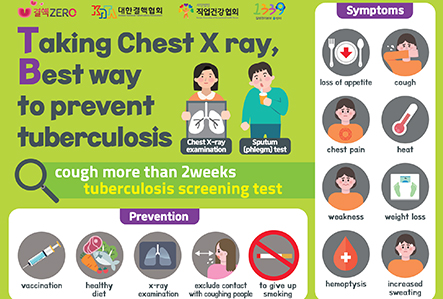 결핵ZERO
대한결핵협회
직업건강협회
1339
Taking Chest X ray,
Best way
to prevent
tuberculosis
Chest X-ray
examination
Sputum
(phlegm) test
cough more than 2weeks
tuberculosis screening test
Prevention
vaccination
healthy
diet
x-ray
examination
exclude contact
with coughing people
to give up
smoking
Symptoms
loss of appetite
cough
chest pain
heat
weakness
weight loss
hemoptysis
increased
sweating